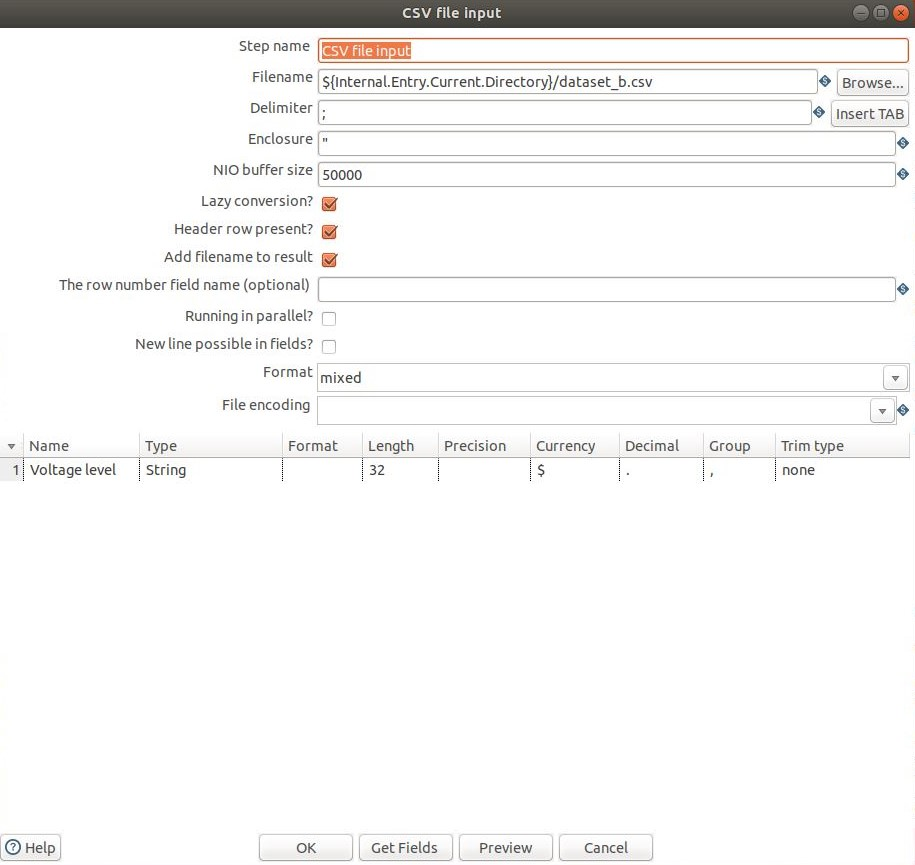 CSV file input
Step name CSV file input
Filename ${Internal.Entry.Current.Directory}/dataset_b.csv Browse...
Delimiter ; Insert TAB
Enclosure "
NIO buffer size 50000
Lazy conversion?
Header row present?
Add filename to result
The row number field name (optional)
Running in parallel?
New line possible in fields?
Format mixed
File encoding
Name Type Format Length Precision Currency Decimal Group Trim type
1 Voltage level String 32 $ . , none
Help OK Get Fields Preview Cancel